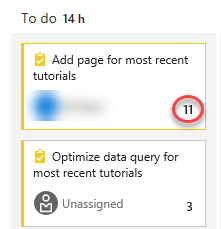 To do 14 h
Add page for most recent
tutorials
11
Optimize data query for
most recent tutorials
Unassigned
3